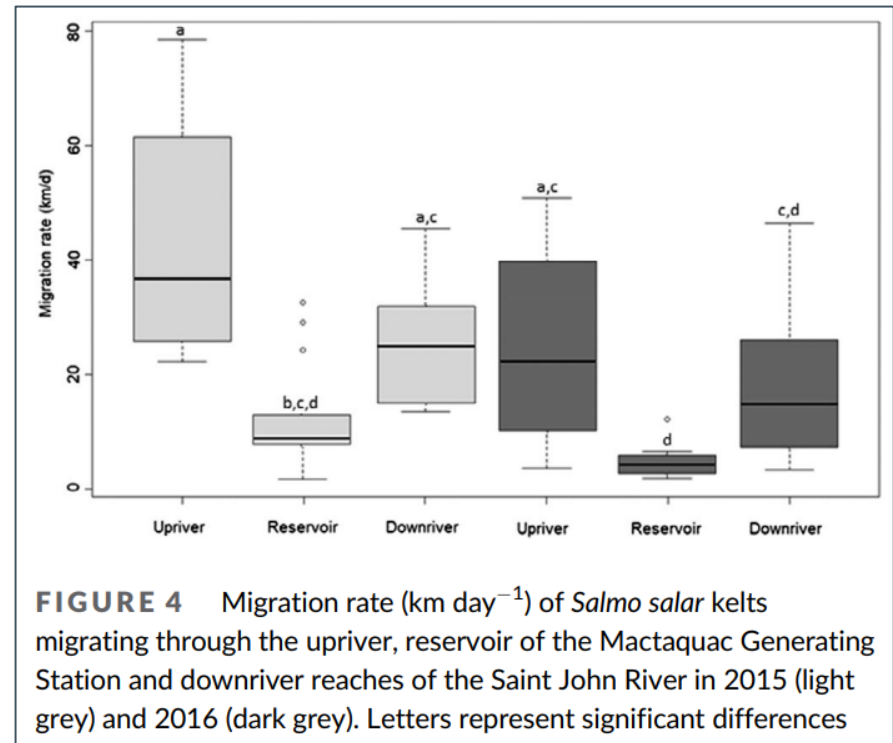 80
60
40
20
0
Migration rate (km/d)
a
b,c,d
a,c
a,c
d
c,d
Upriver Reservoir Downriver Upriver Reservoir Downriver
FIGURE 4 Migration rate (km day−1) of Salmo salar kelts
migrating through the upriver, reservoir of the Mactaquac Generating
Station and downriver reaches of the Saint John River in 2015 (light
grey) and 2016 (dark grey). Letters represent significant differences